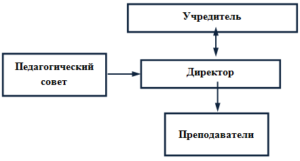 Учредитель
Педагогический
совет
Директор
Преподаватели